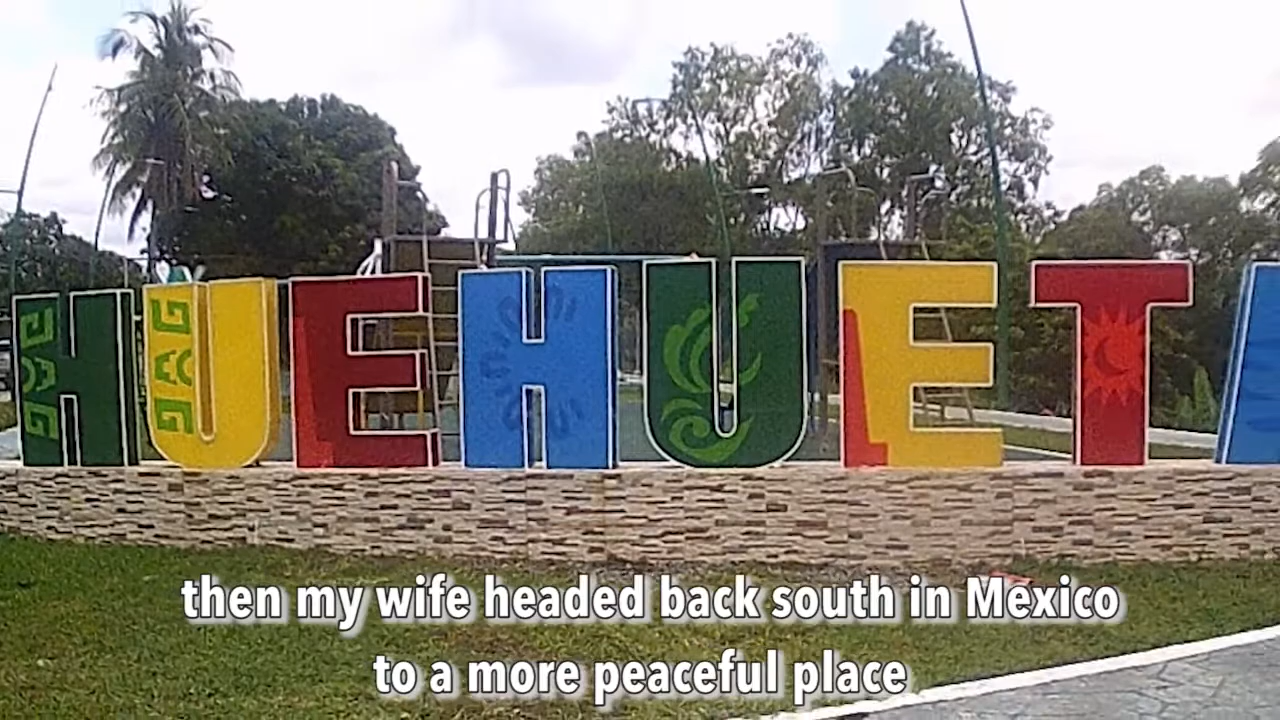 HUEHUET
then my wife headed back south in Mexico
to a more peaceful place